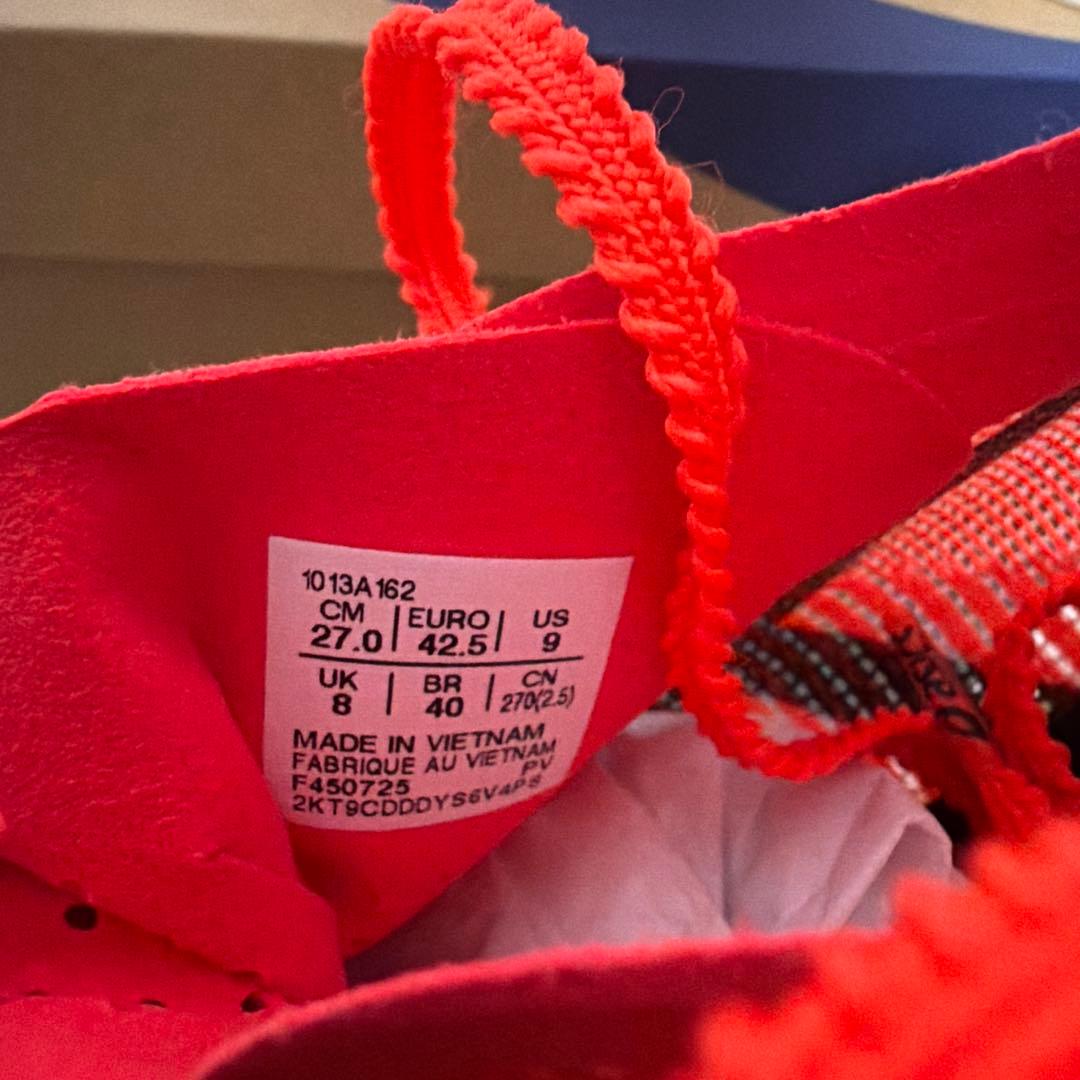 1013A162
CM | EURO | US
27.0 | 42.5 | 9
UK | BR | CN
8 | 40 | 270(2.5)
MADE IN VIETNAM
FABRIQUE AU VIETNAM
PV
F450725
2KT9CDDDYS6V4PS